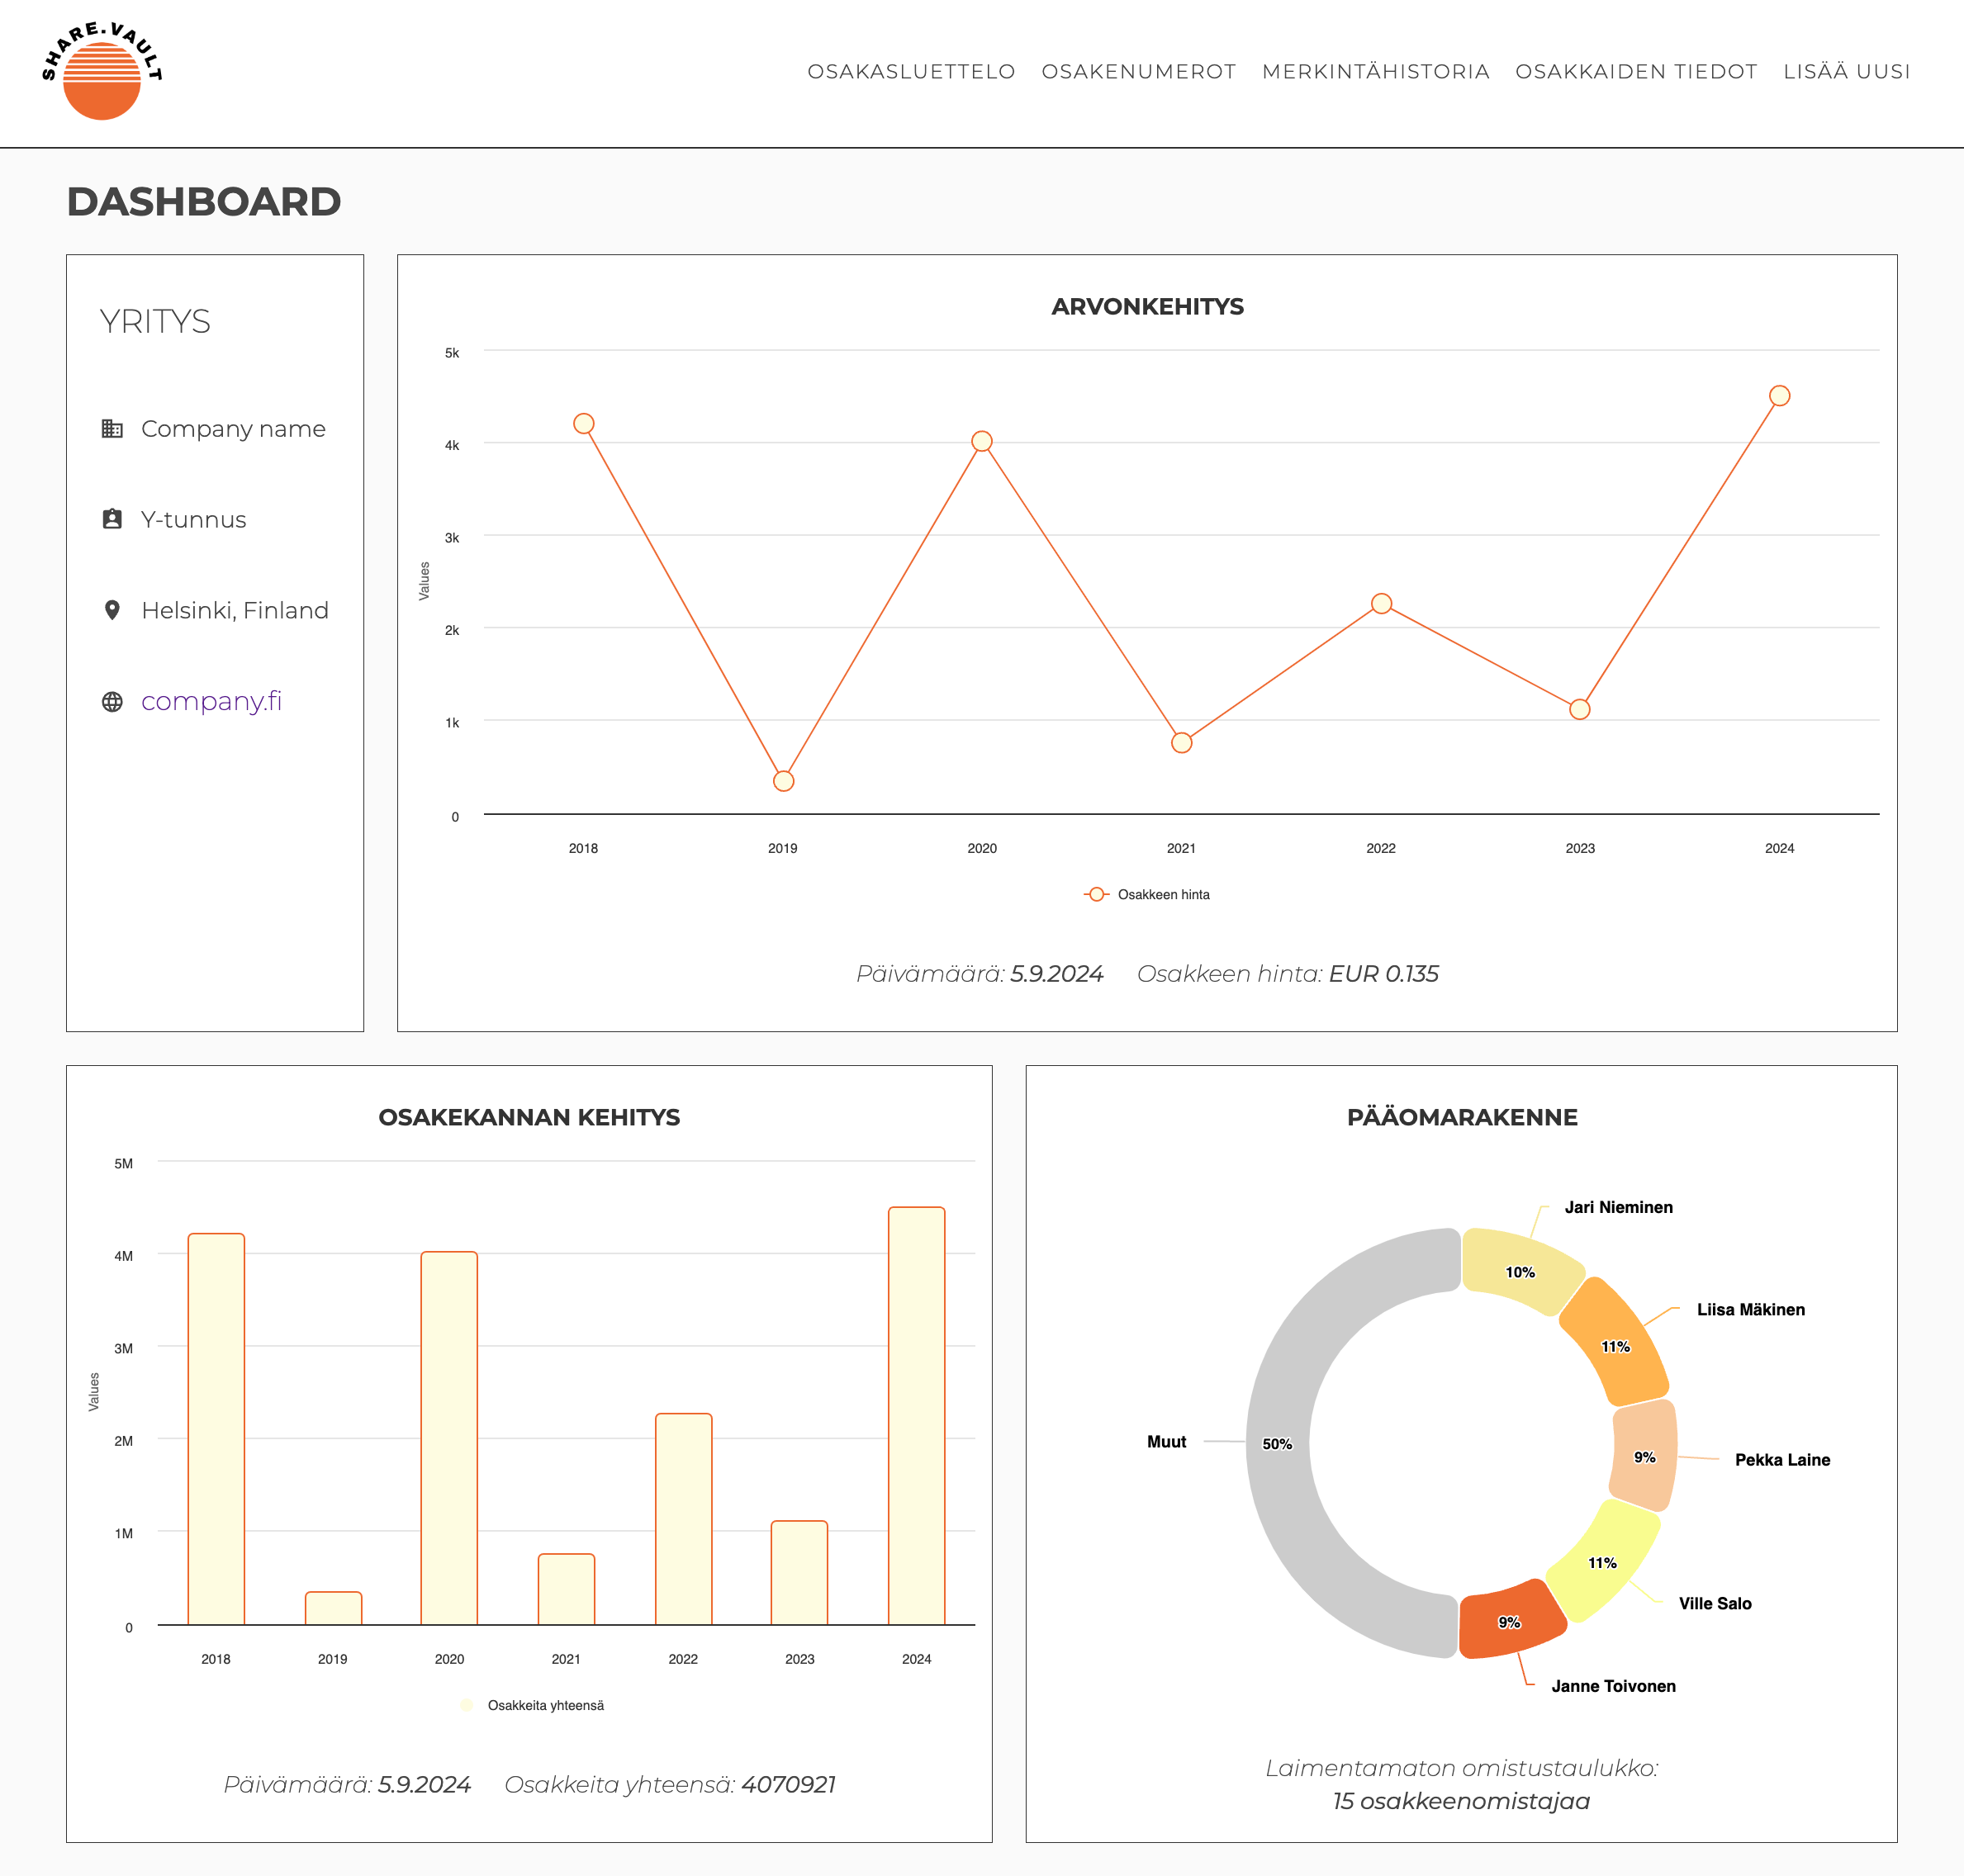 SHARE.VAULT
OSAKASLUETTELO OSAKENUMEROT MERKINTÄHISTORIA OSAKKAIDEN TIEDOT LISÄÄ UUSI
DASHBOARD
YRITYS
Company name
Y-tunnus
Helsinki, Finland
company.fi
ARVONKEHITYS
5k
4k
3k
2k
1k
0
Values
2018 2019 2020 2021 2022 2023 2024
Osakkeen hinta
Päivämäärä: 5.9.2024 Osakkeen hinta: EUR 0.135
OSAKEKANNAN KEHITYS
5M
4M
3M
2M
1M
0
Values
2018 2019 2020 2021 2022 2023 2024
Osakkeita yhteensä
Päivämäärä: 5.9.2024 Osakkeita yhteensä: 4070921
PÄÄOMARAKENNE
Jari Nieminen
10%
Liisa Mäkinen
11%
Pekka Laine
9%
Ville Salo
11%
Janne Toivonen
9%
Muut
50%
Laimentamaton omistustaulukko:
15 osakkeenomistajaa